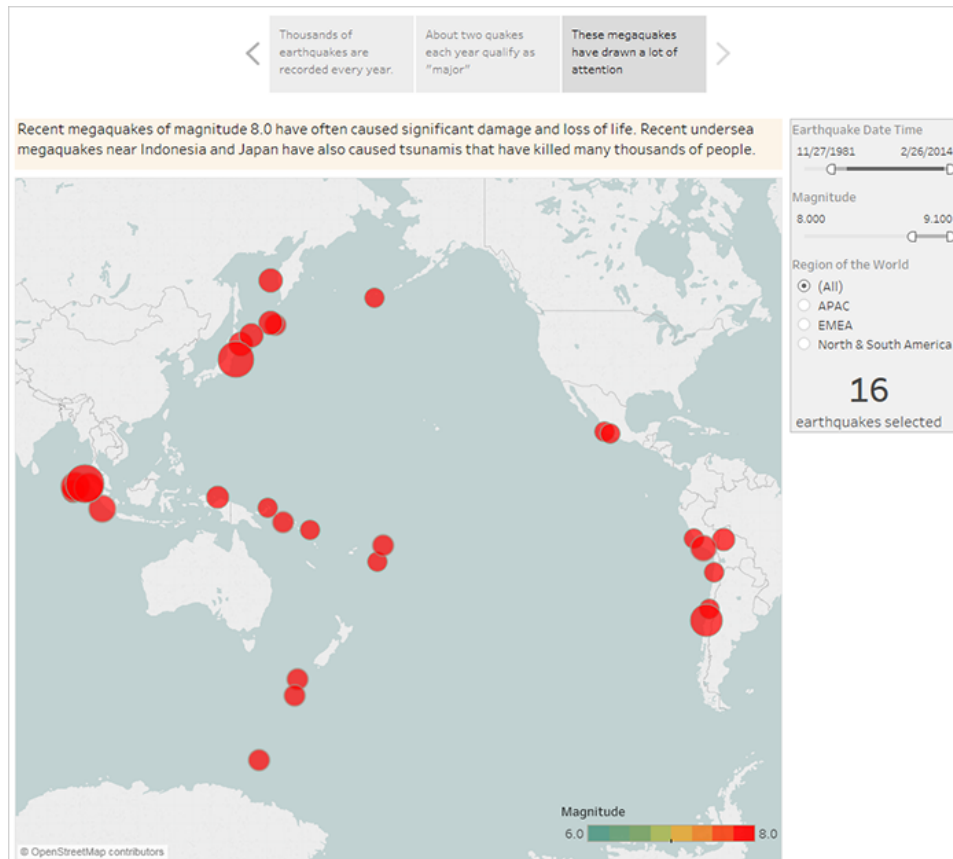 Thousands of
earthquakes are
recorded every year.
About two quakes
each year qualify as
"major"
These megaquakes
have drawn a lot of
attention
Recent megaquakes of magnitude 8.0 have often caused significant damage and loss of life. Recent undersea
megaquakes near Indonesia and Japan have also caused tsunamis that have killed many thousands of people.
Earthquake Date Time
11/27/1981 2/26/2014
Magnitude
8.000 9.100
Region of the World
(All)
APAC
EMEA
North & South America
16
earthquakes selected
Magnitude
6.0 8.0
© OpenStreetMap contributors